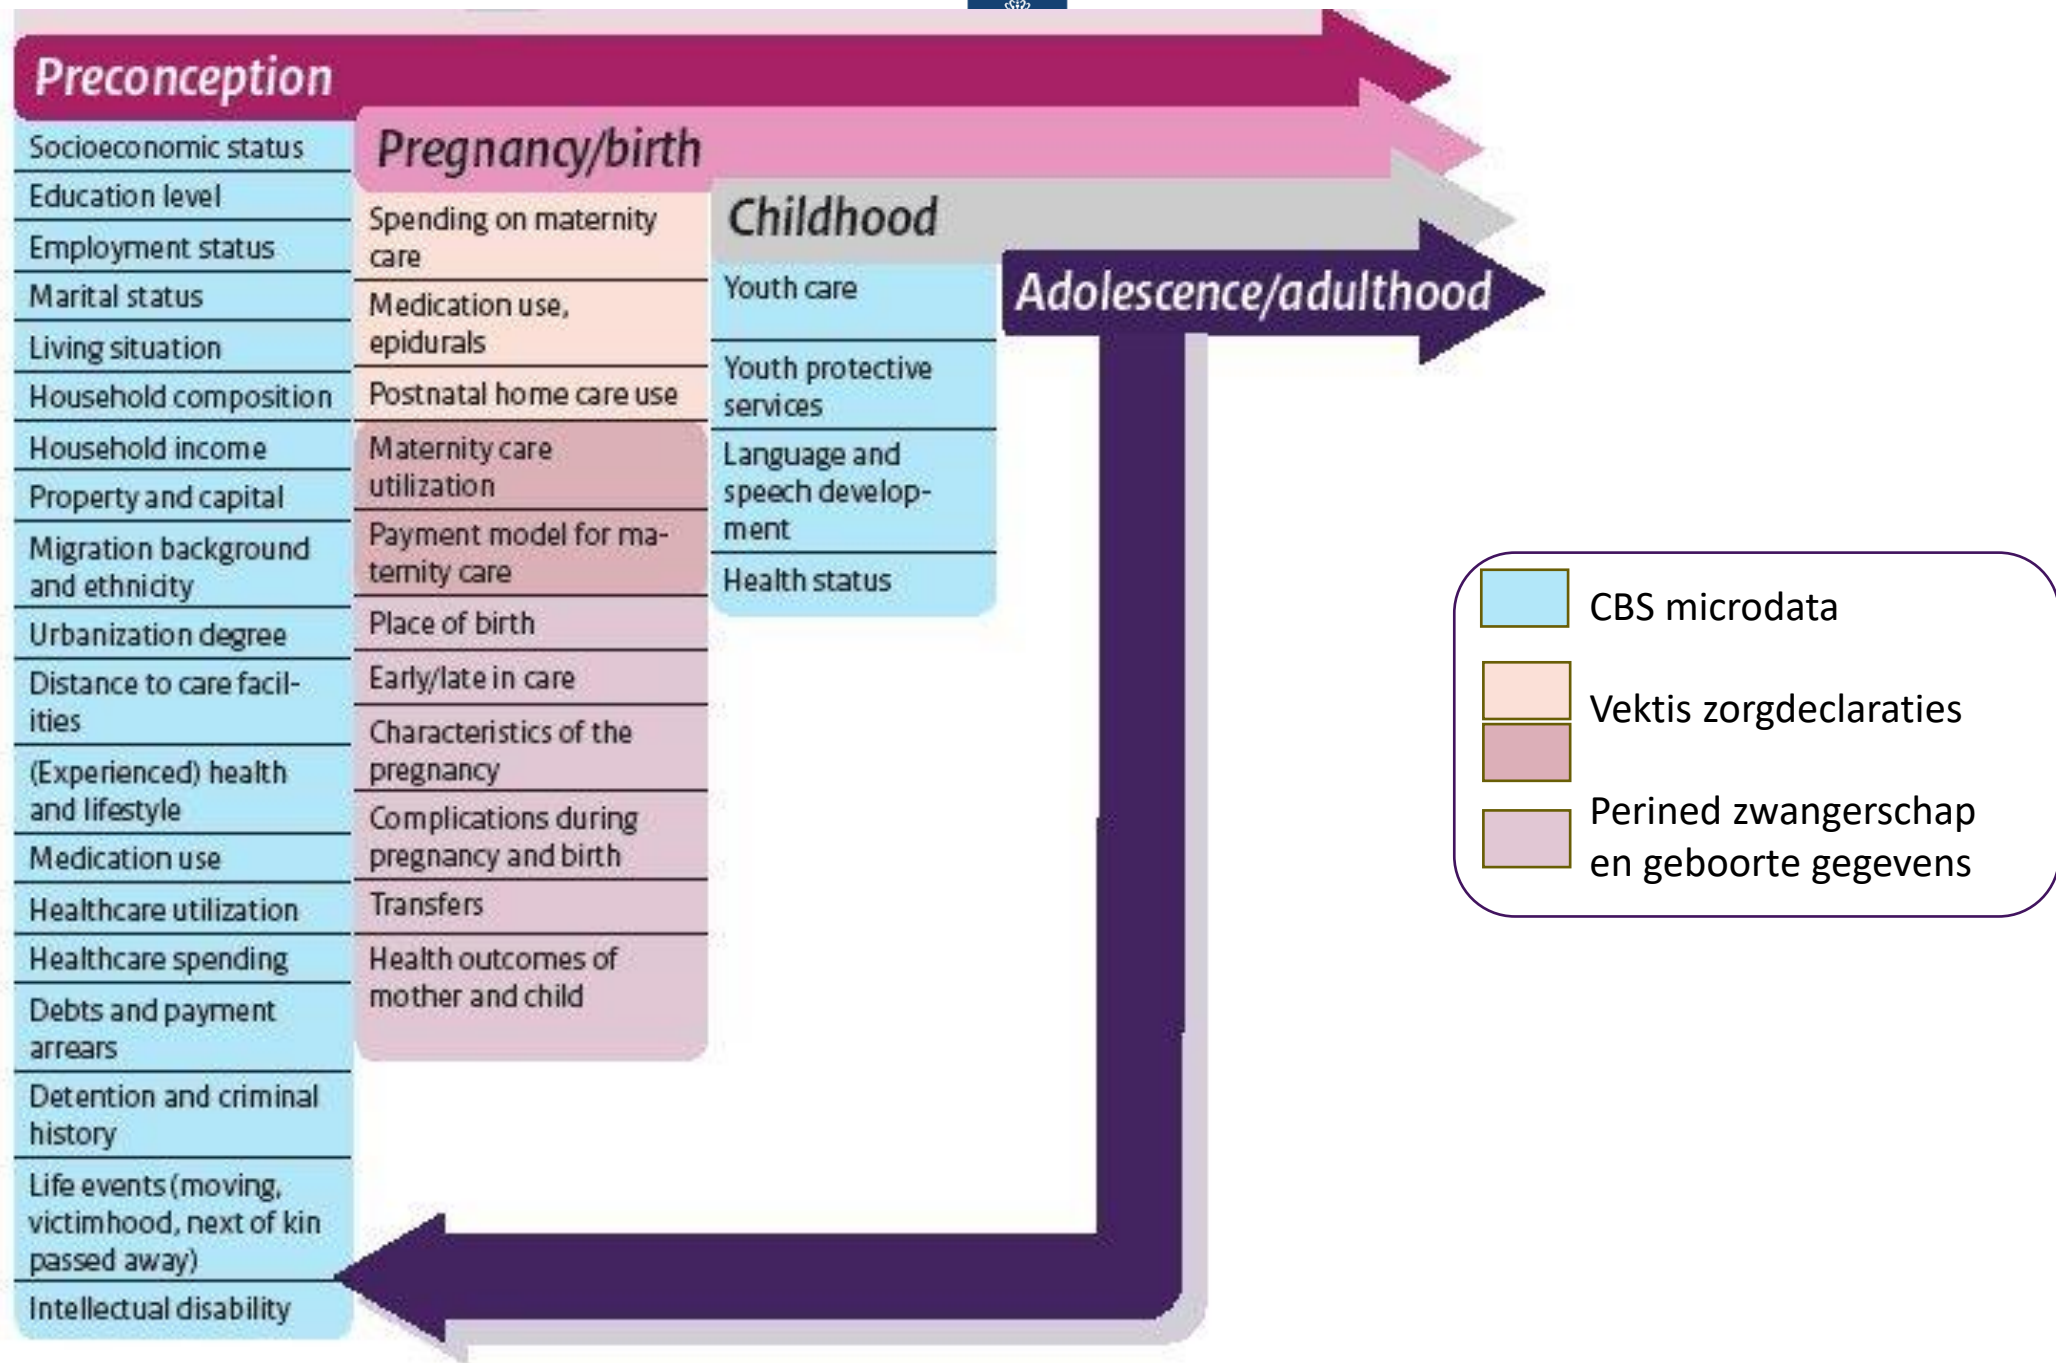 Preconception
Socioeconomic status
Education level
Employment status
Marital status
Living situation
Household composition
Household income
Property and capital
Migration background
and ethnicity
Urbanization degree
Distance to care facil-
ities
(Experienced) health
and lifestyle
Medication use
Healthcare utilization
Healthcare spending
Debts and payment
arrears
Detention and criminal
history
Life events (moving,
victimhood, next of kin
passed away)
Intellectual disability
Pregnancy/birth
Spending on maternity
care
Medication use,
epidurals
Postnatal home care use
Maternity care
utilization
Payment model for ma-
ternity care
Place of birth
Early/late in care
Characteristics of the
pregnancy
Complications during
pregnancy and birth
Transfers
Health outcomes of
mother and child
Childhood
Youth care
Youth protective
services
Language and
speech develop-
ment
Health status
Adolescence/adulthood
CBS microdata
Vektis zorgdeclaraties
Perined zwangerschap
en geboorte gegevens